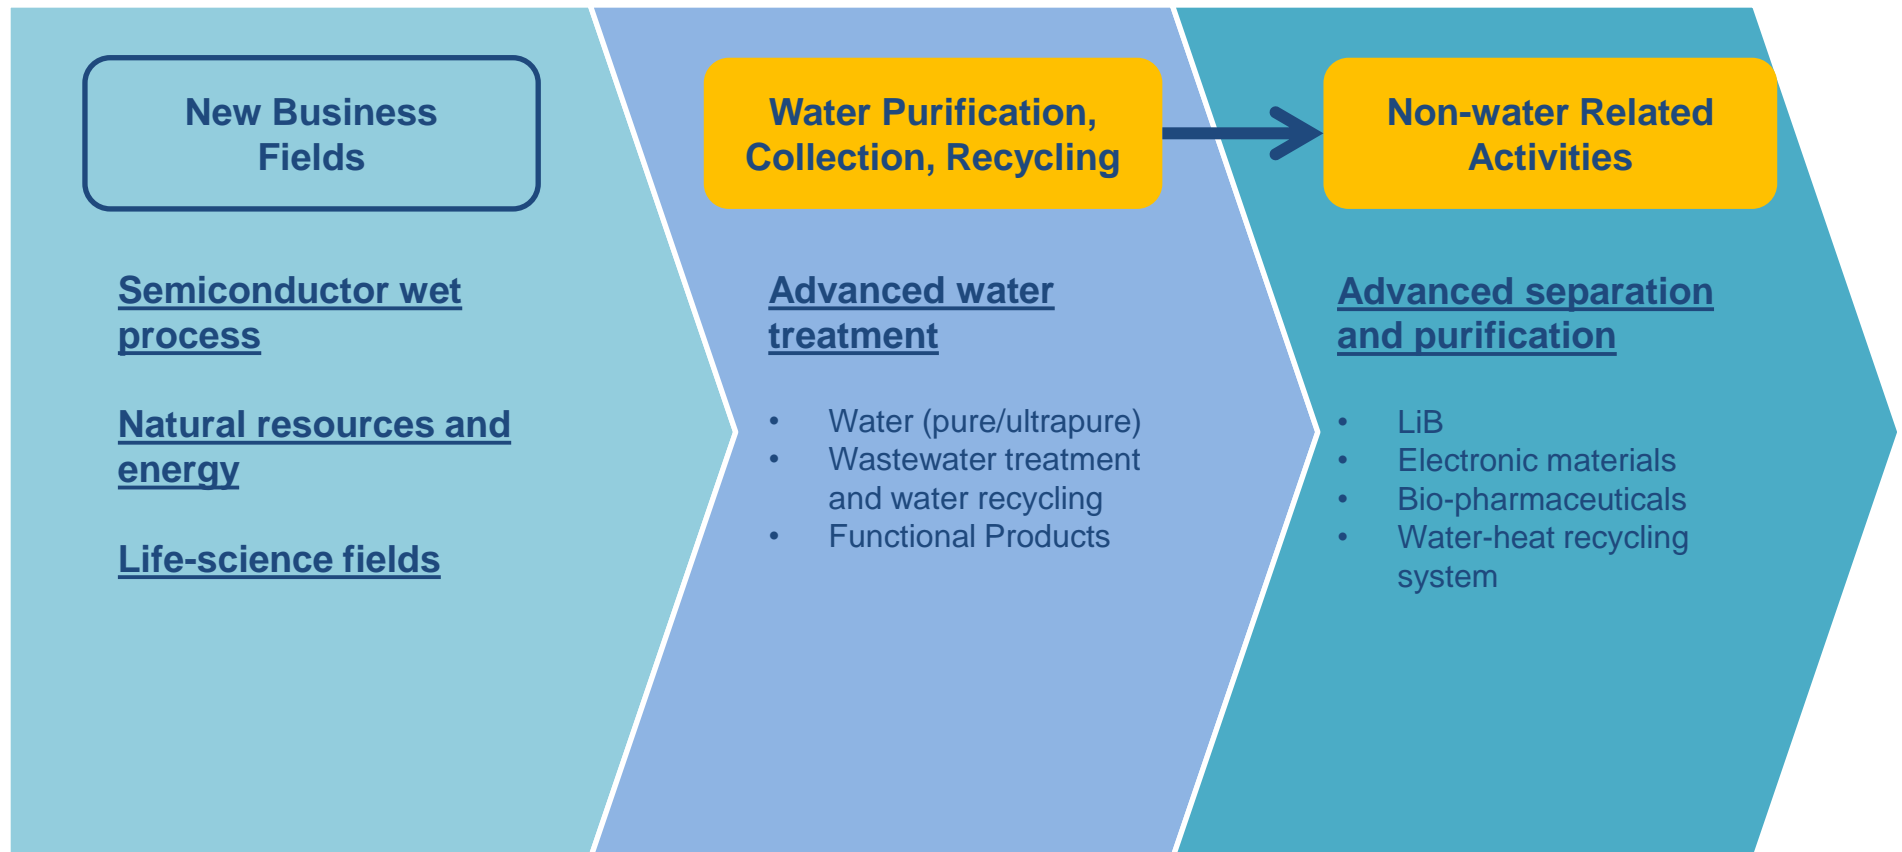 New Business
Fields
Semiconductor wet
process
Natural resources and
energy
Life-science fields
Water Purification,
Collection, Recycling
Advanced water
treatment
• Water (pure/ultrapure)
• Wastewater treatment
and water recycling
• Functional Products
Non-water Related
Activities
Advanced separation
and purification
• LiB
• Electronic materials
• Bio-pharmaceuticals
• Water-heat recycling
system